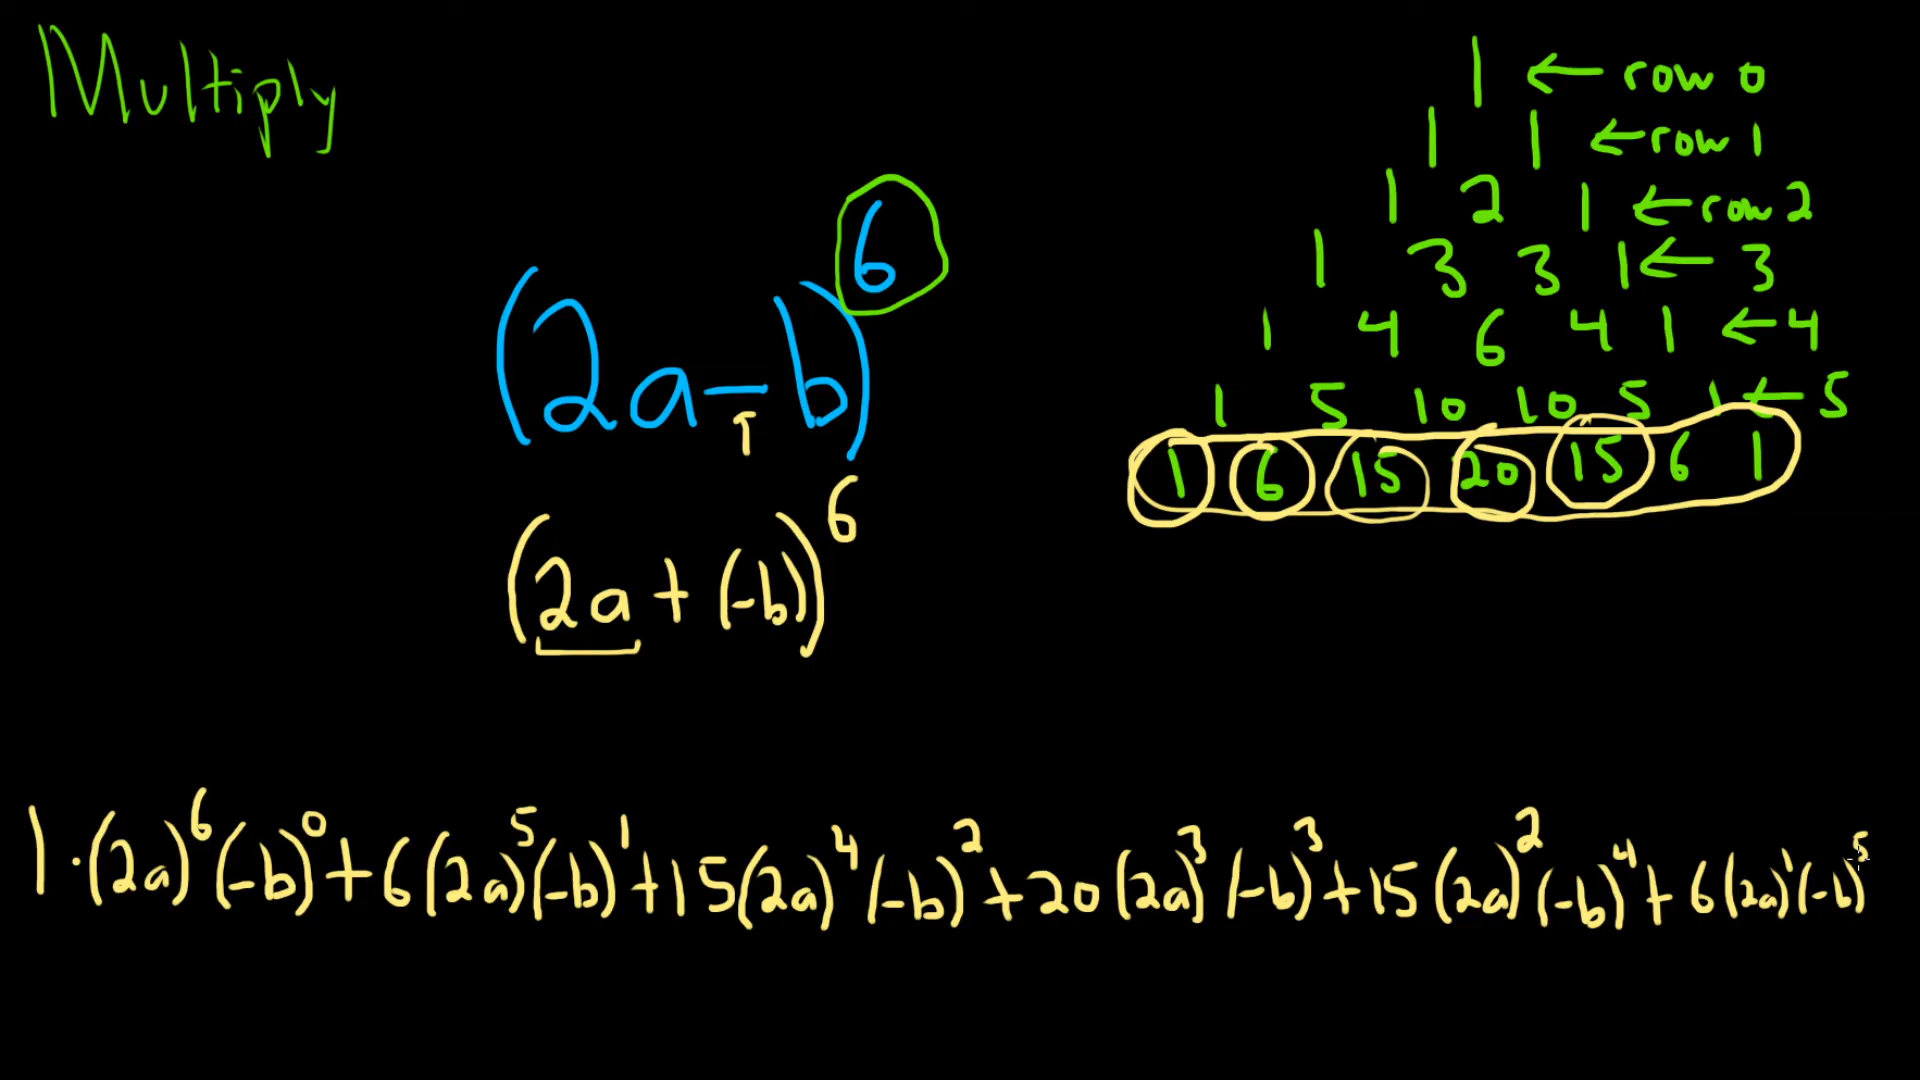 Multiply
1 ← row 0
1 1 ← row 1
1 2 1 ← row 2
1 3 3 1 ← 3
1 4 6 4 1 ← 4
1 5 10 10 5 1 ← 5
1 6 15 20 15 6 1
(2a-b)⁶
(2a + (-b))⁶
1·(2a)⁶(-b)⁰+6(2a)⁵(-b)¹+15(2a)⁴(-b)²+20(2a)³(-b)³+15(2a)²(-b)⁴+6(2a)¹(-b)⁵